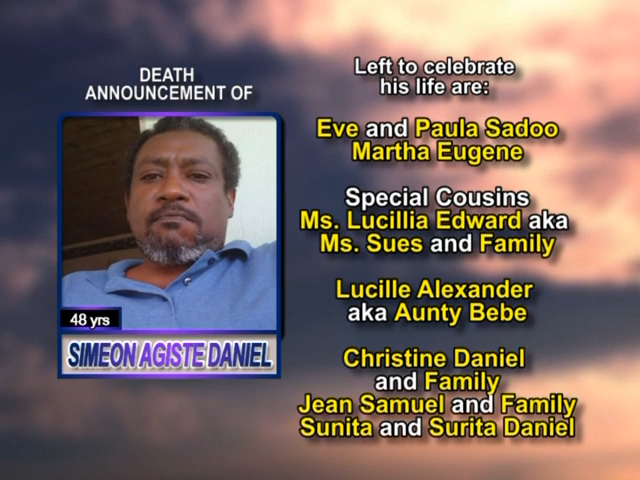 DEATH
ANNOUNCEMENT OF
48 yrs
SIMEON AGISTE DANIEL
Left to celebrate
his life are:
Eve and Paula Sadoo
Martha Eugene
Special Cousins
Ms. Lucillia Edward aka
Ms. Sues and Family
Lucille Alexander
aka Aunty Bebe
Christine Daniel
and Family
Jean Samuel and Family
Sunita and Surita Daniel